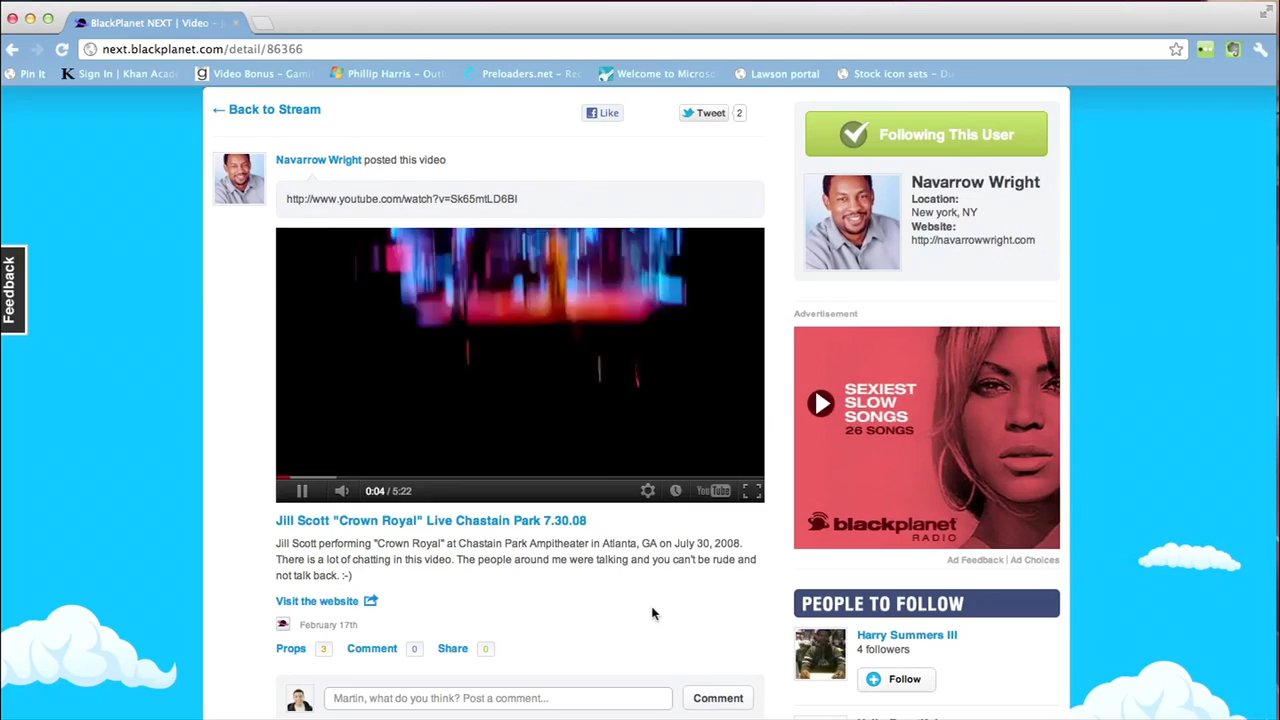 BlackPlanet NEXT | Video -
next.blackplanet.com/detail/86366
Pin It
Sign In | Khan Aca
Video Bonus - Gam
Phillip Harris - Outl
Preloaders.net - Re
Welcome to Micros
Lawson portal
Stock icon sets - Du
← Back to Stream
Like
Tweet 2
Following This User
Navarrow Wright posted this video
http://www.youtube.com/watch?v=Sk65mtLD6BI
Navarrow Wright
Location:
New york, NY
Website:
http://navarrowwright.com
Feedback
Advertisement
SEXIEST
SLOW
SONGS
26 SONGS
blackplanet
RADIO
Ad Feedback | Ad Choices
0:04 / 5:22
YouTube
Jill Scott "Crown Royal" Live Chastain Park 7.30.08
Jill Scott performing "Crown Royal" at Chastain Park Ampitheater in Atlanta, GA on July 30, 2008.
There is a lot of chatting in this video. The people around me were talking and you can't be rude and
not talk back. :-)
Visit the website
February 17th
Props 3 Comment 0 Share 0
Martin, what do you think? Post a comment...
Comment
PEOPLE TO FOLLOW
Harry Summers III
4 followers
Follow